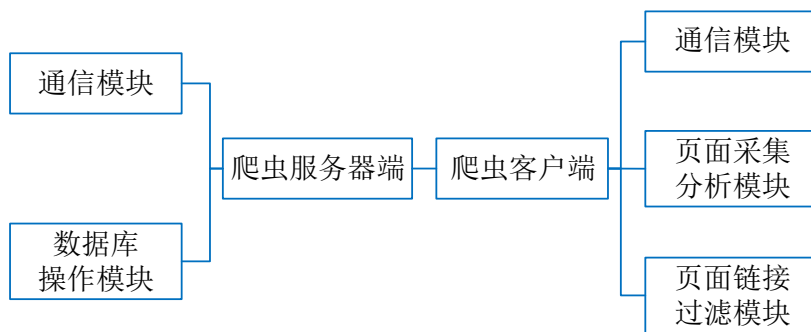 通信模块
数据库
操作模块
爬虫服务器端
爬虫客户端
通信模块
页面采集
分析模块
页面链接
过滤模块